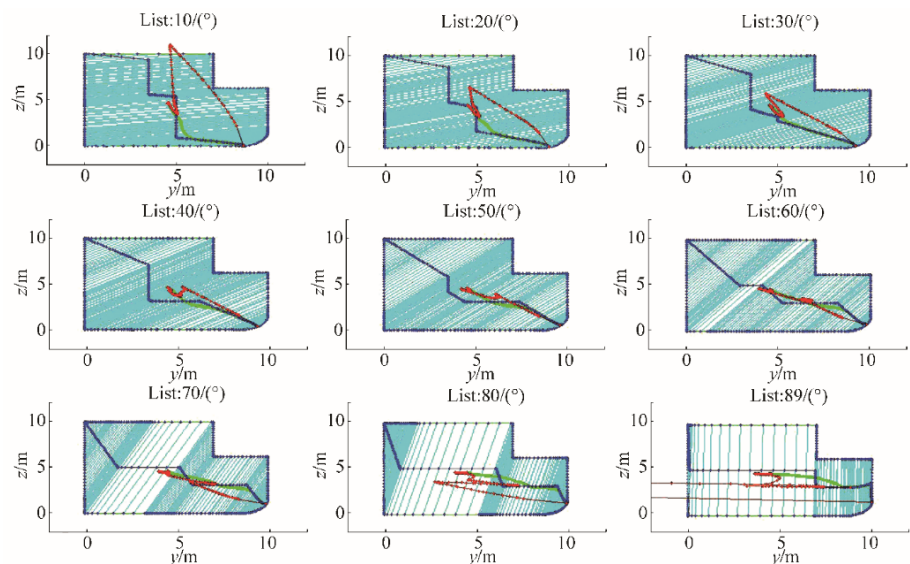 List:10/(°) List:20/(°) List:30/(°)
z/m 10 5 0 z/m 10 5 0 z/m 10 5 0
0 5 10 0 5 10 0 5 10
y/m y/m y/m
List:40/(°) List:50/(°) List:60/(°)
z/m 10 5 0 z/m 10 5 0 z/m 10 5 0
0 5 10 0 5 10 0 5 10
y/m y/m y/m
List:70/(°) List:80/(°) List:89/(°)
z/m 10 5 0 z/m 10 5 0 z/m 10 5 0
0 5 10 0 5 10 0 5 10
y/m y/m y/m